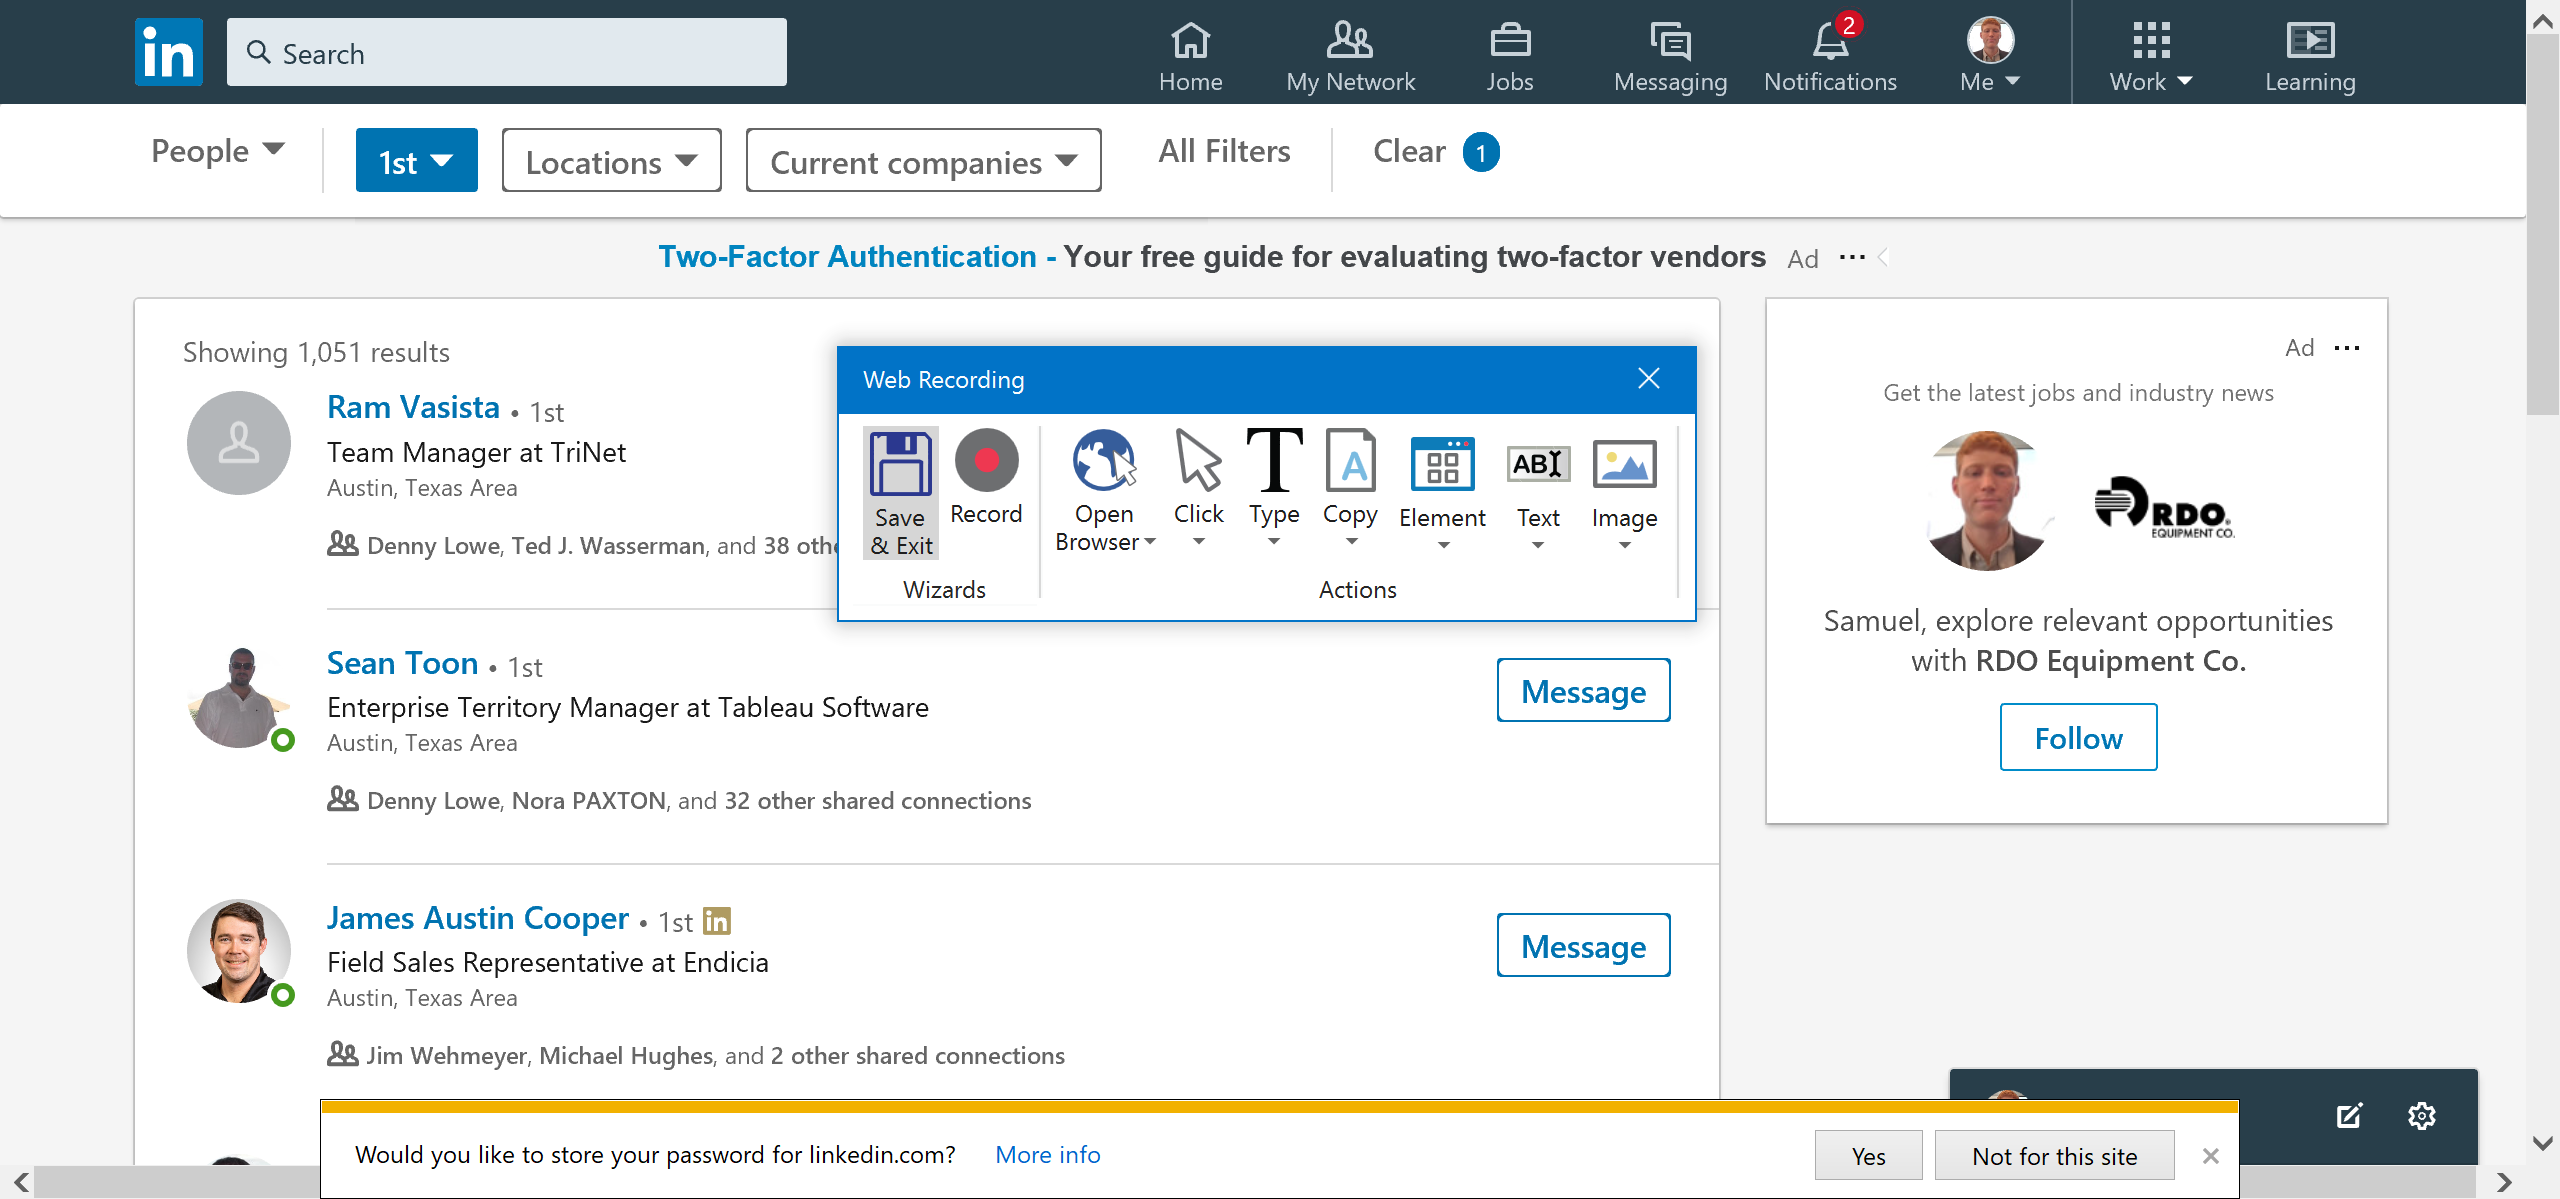 in
Search
Home
My Network
Jobs
Messaging
2
Notifications
Me
Work
Learning
People
1st
Locations
Current companies
All Filters
Clear 1
Two-Factor Authentication - Your free guide for evaluating two-factor vendors Ad ...
Showing 1,051 results
Ram Vasista • 1st
Team Manager at TriNet
Austin, Texas Area
Denny Lowe, Ted J. Wasserman, and 38 othe
Web Recording
Save & Exit
Record
Wizards
Open Browser
Click
T
Type
A
Copy
Element
AB
Text
Image
Actions
Sean Toon • 1st
Enterprise Territory Manager at Tableau Software
Austin, Texas Area
Denny Lowe, Nora PAXTON, and 32 other shared connections
Message
James Austin Cooper • 1st in
Field Sales Representative at Endicia
Austin, Texas Area
Jim Wehmeyer, Michael Hughes, and 2 other shared connections
Message
Ad ...
Get the latest jobs and industry news
RDO
EQUIPMENT CO.
Samuel, explore relevant opportunities
with RDO Equipment Co.
Follow
Would you like to store your password for linkedin.com? More info
Yes
Not for this site